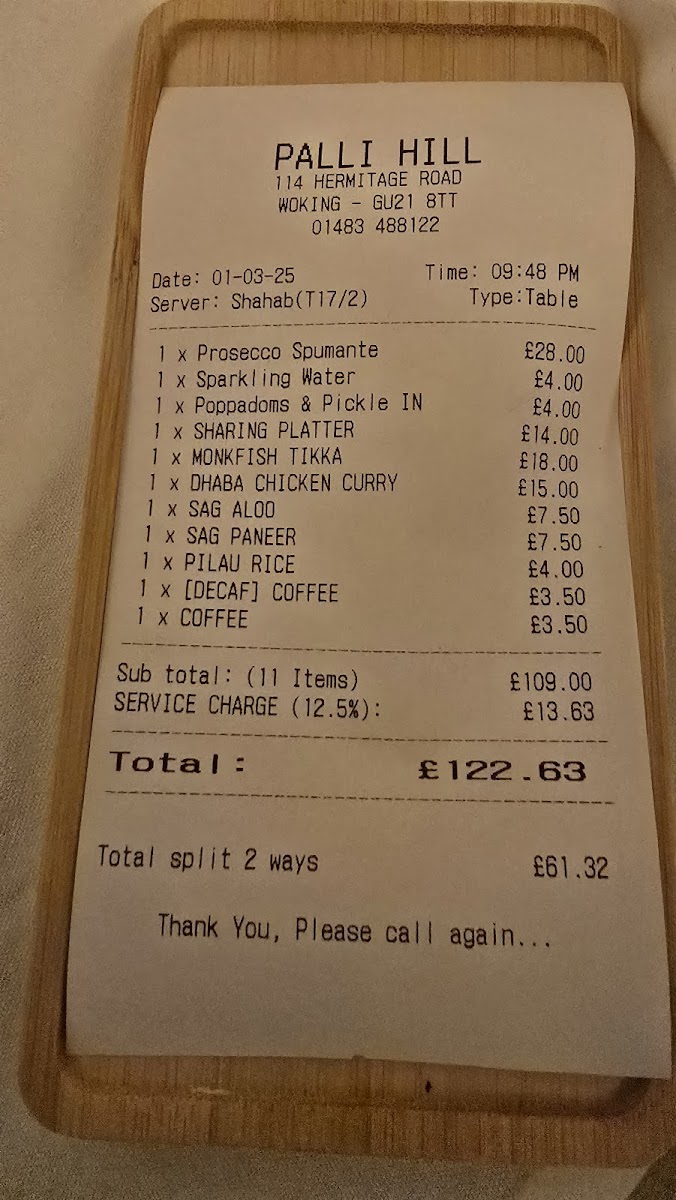 PALLI HILL
114 HERMITAGE ROAD
WOKING - GU21 8TT
01483 488122
Date: 01-03-25 Time: 09:48 PM
Server: Shahab(T17/2) Type:Table
1 x Prosecco Spumante £28.00
1 x Sparkling Water £4.00
1 x Poppadoms & Pickle IN £4.00
1 x SHARING PLATTER £14.00
1 x MONKFISH TIKKA £18.00
1 x DHABA CHICKEN CURRY £15.00
1 x SAG ALOO £7.50
1 x SAG PANEER £7.50
1 x PILAU RICE £4.00
1 x [DECAF] COFFEE £3.50
1 x COFFEE £3.50
Sub total: (11 Items) £109.00
SERVICE CHARGE (12.5%): £13.63
Total: £122.63
Total split 2 ways £61.32
Thank You, Please call again...